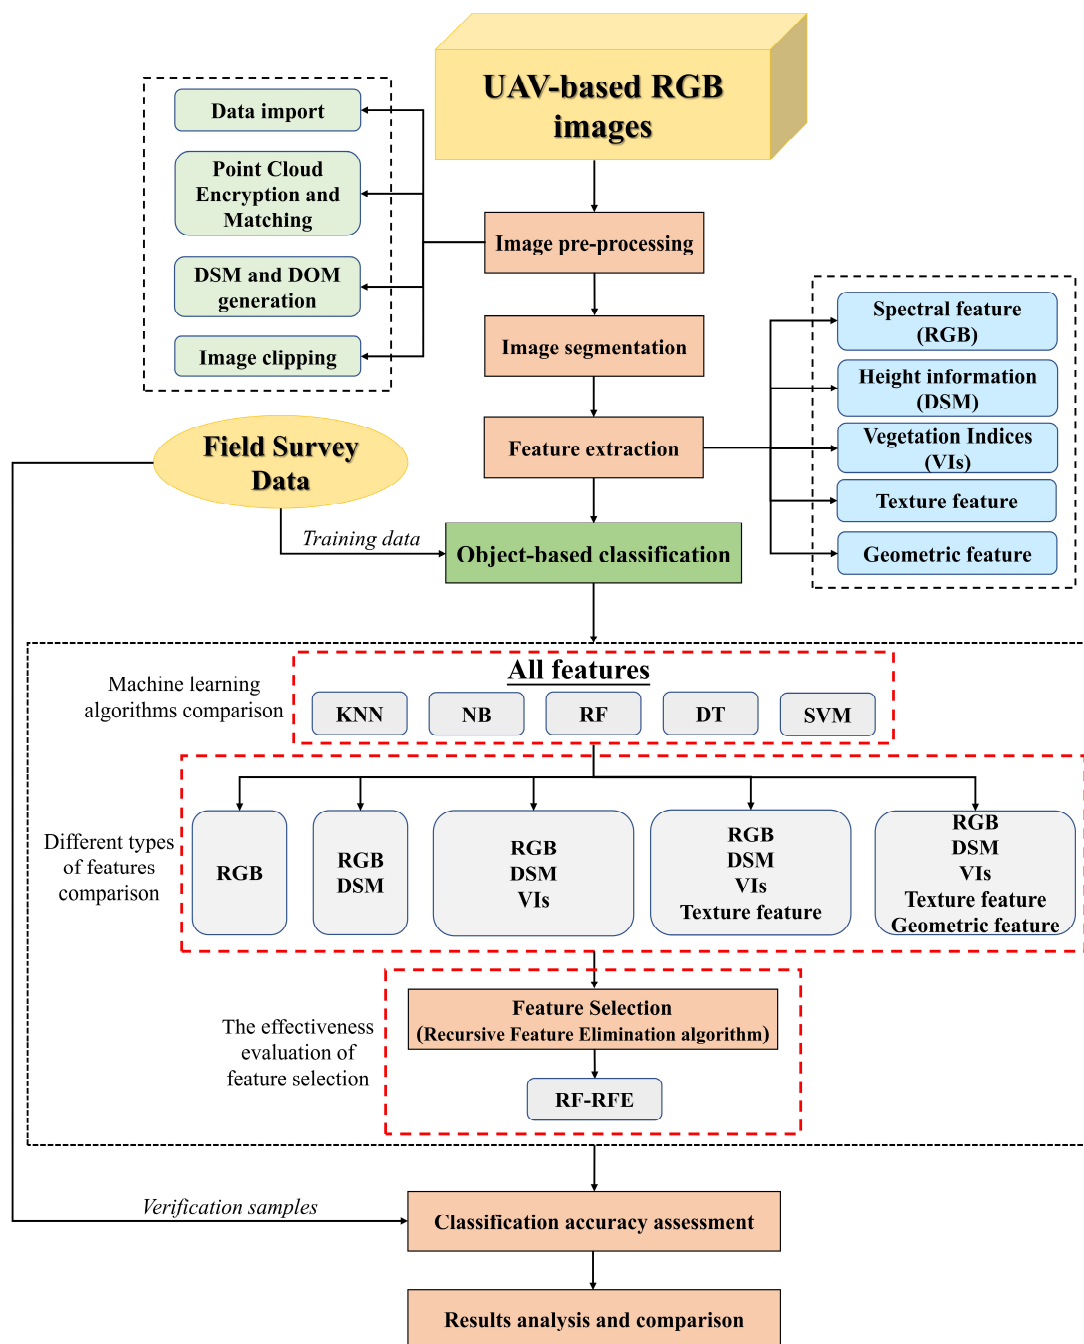 UAV-based RGB
images
Data import
Point Cloud
Encryption and
Matching
DSM and DOM
generation
Image clipping
Image pre-processing
Image segmentation
Feature extraction
Spectral feature
(RGB)
Height information
(DSM)
Vegetation Indices
(VIs)
Texture feature
Geometric feature
Field Survey
Data
Training data
Object-based classification
Machine learning
algorithms comparison
All features
KNN
NB
RF
DT
SVM
Different types
of features
comparison
RGB
RGB
DSM
RGB
DSM
VIs
RGB
DSM
VIs
Texture feature
RGB
DSM
VIs
Texture feature
Geometric feature
The effectiveness
evaluation of
feature selection
Feature Selection
(Recursive Feature Elimination algorithm)
RF-RFE
Verification samples
Classification accuracy assessment
Results analysis and comparison